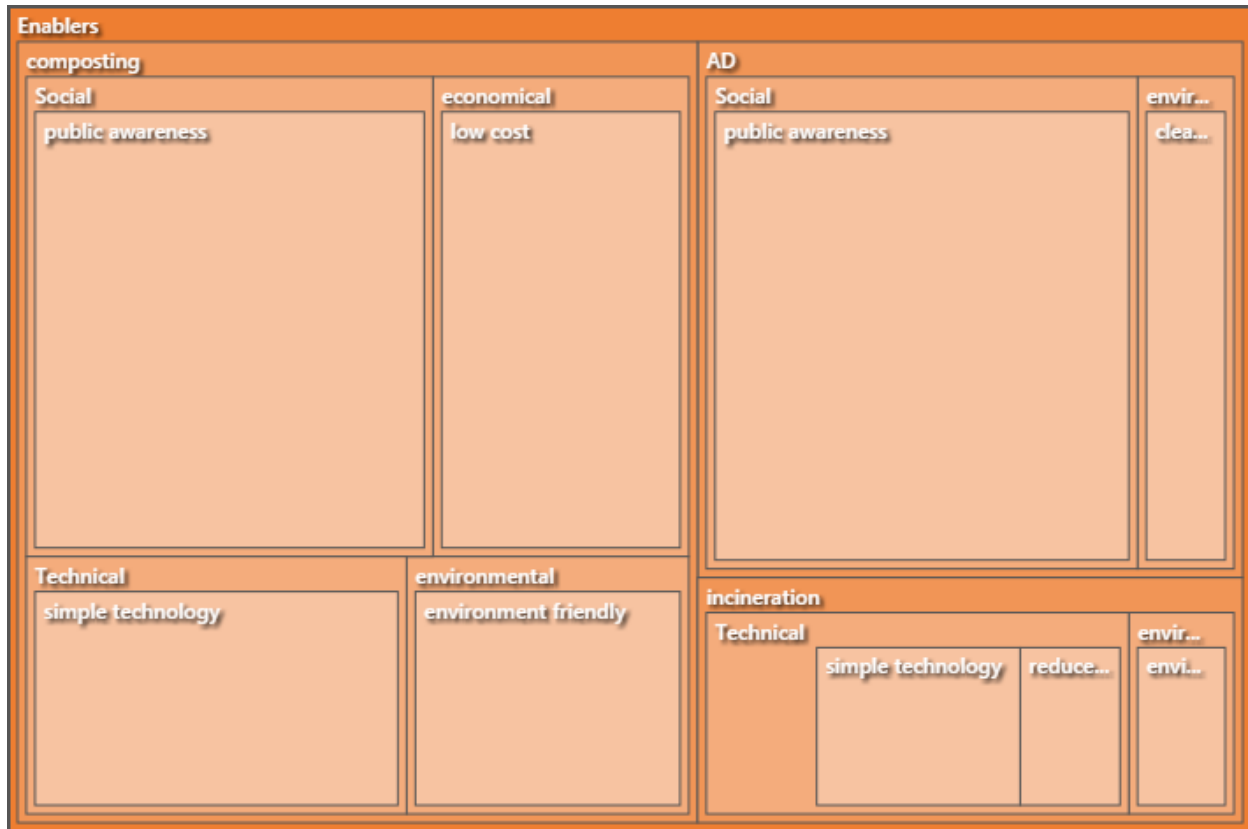 Enablers
composting
Social
public awareness
economical
low cost
Technical
simple technology
environmental
environment friendly
AD
Social
public awareness
envir...
clea...
incineration
Technical
simple technology
reduce...
envir...
envi...